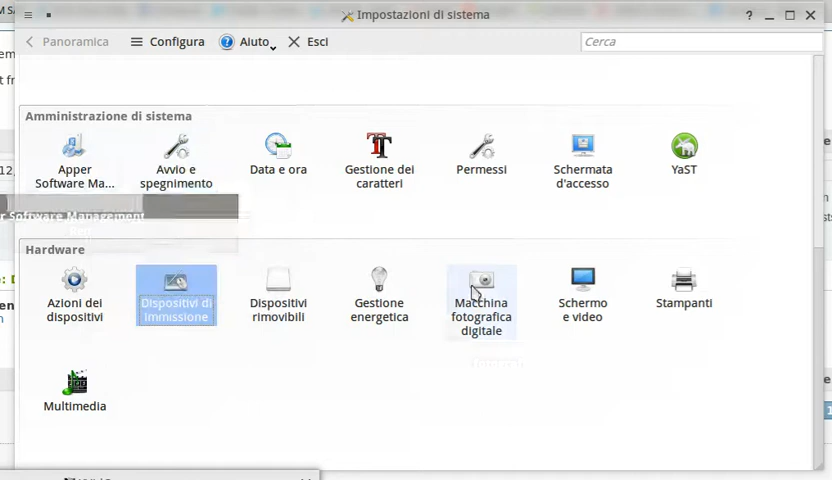 Impostazioni di sistema
Panoramica Configura Aiuto Esci Cerca
Amministrazione di sistema
Apper Software Ma...
Avvio e spegnimento
Data e ora
Gestione dei caratteri
Permessi
Schermata d'accesso
YaST
r Software Management
Hardware
Azioni dei dispositivi
Dispositivi di immissione
Dispositivi rimovibili
Gestione energetica
Macchina fotografica digitale
Schermo e video
Stampanti
Multimedia